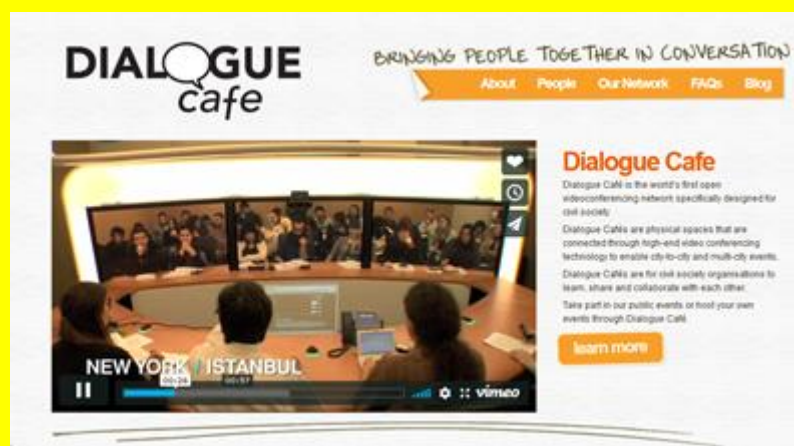 DIALOGUE
cafe
BRINGING PEOPLE TOGETHER IN CONVERSATION
About People Our Network FAQs Blog
Dialogue Cafe
Dialogue Café is the world's first open
videoconferencing network specifically designed for
civil society.
Dialogue Cafés are physical spaces that are
connected through high-end video conferencing
technology to enable city-to-city and multi-city events.
Dialogue Cafés are for civil society organisations to
learn, share and collaborate with each other.
Take part in our public events or host your own
events through Dialogue Café.
learn more
NEW YORK / ISTANBUL
00:26 00:57
vimeo